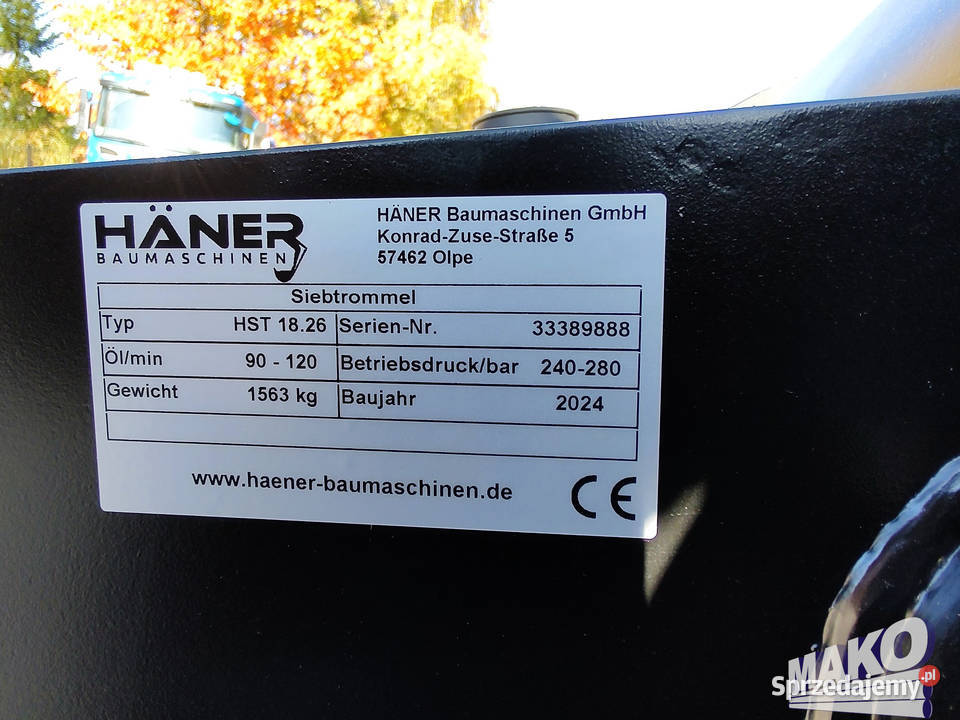 HÄNER
BAUMASCHINEN
HÄNER Baumaschinen GmbH
Konrad-Zuse-Straße 5
57462 Olpe
Siebtrommel
Typ HST 18.26 Serien-Nr. 33389888
Öl/min 90 - 120 Betriebsdruck/bar 240-280
Gewicht 1563 kg Baujahr 2024
www.haener-baumaschinen.de CE
MAKO
Sprzedajemy.pl